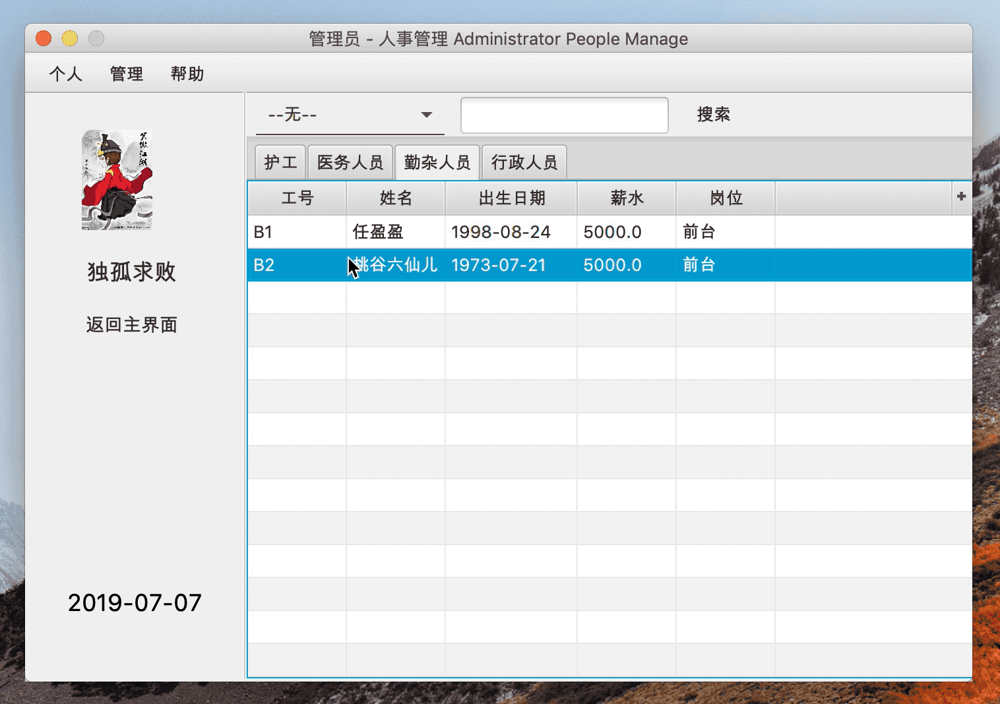 管理员 - 人事管理 Administrator People Manage
个人 管理 帮助
--无-- 搜索
护工 医务人员 勤杂人员 行政人员
工号 姓名 出生日期 薪水 岗位 +
B1 任盈盈 1998-08-24 5000.0 前台
B2 桃谷六仙儿 1973-07-21 5000.0 前台
笑傲江湖
独孤求败
返回主界面
2019-07-07